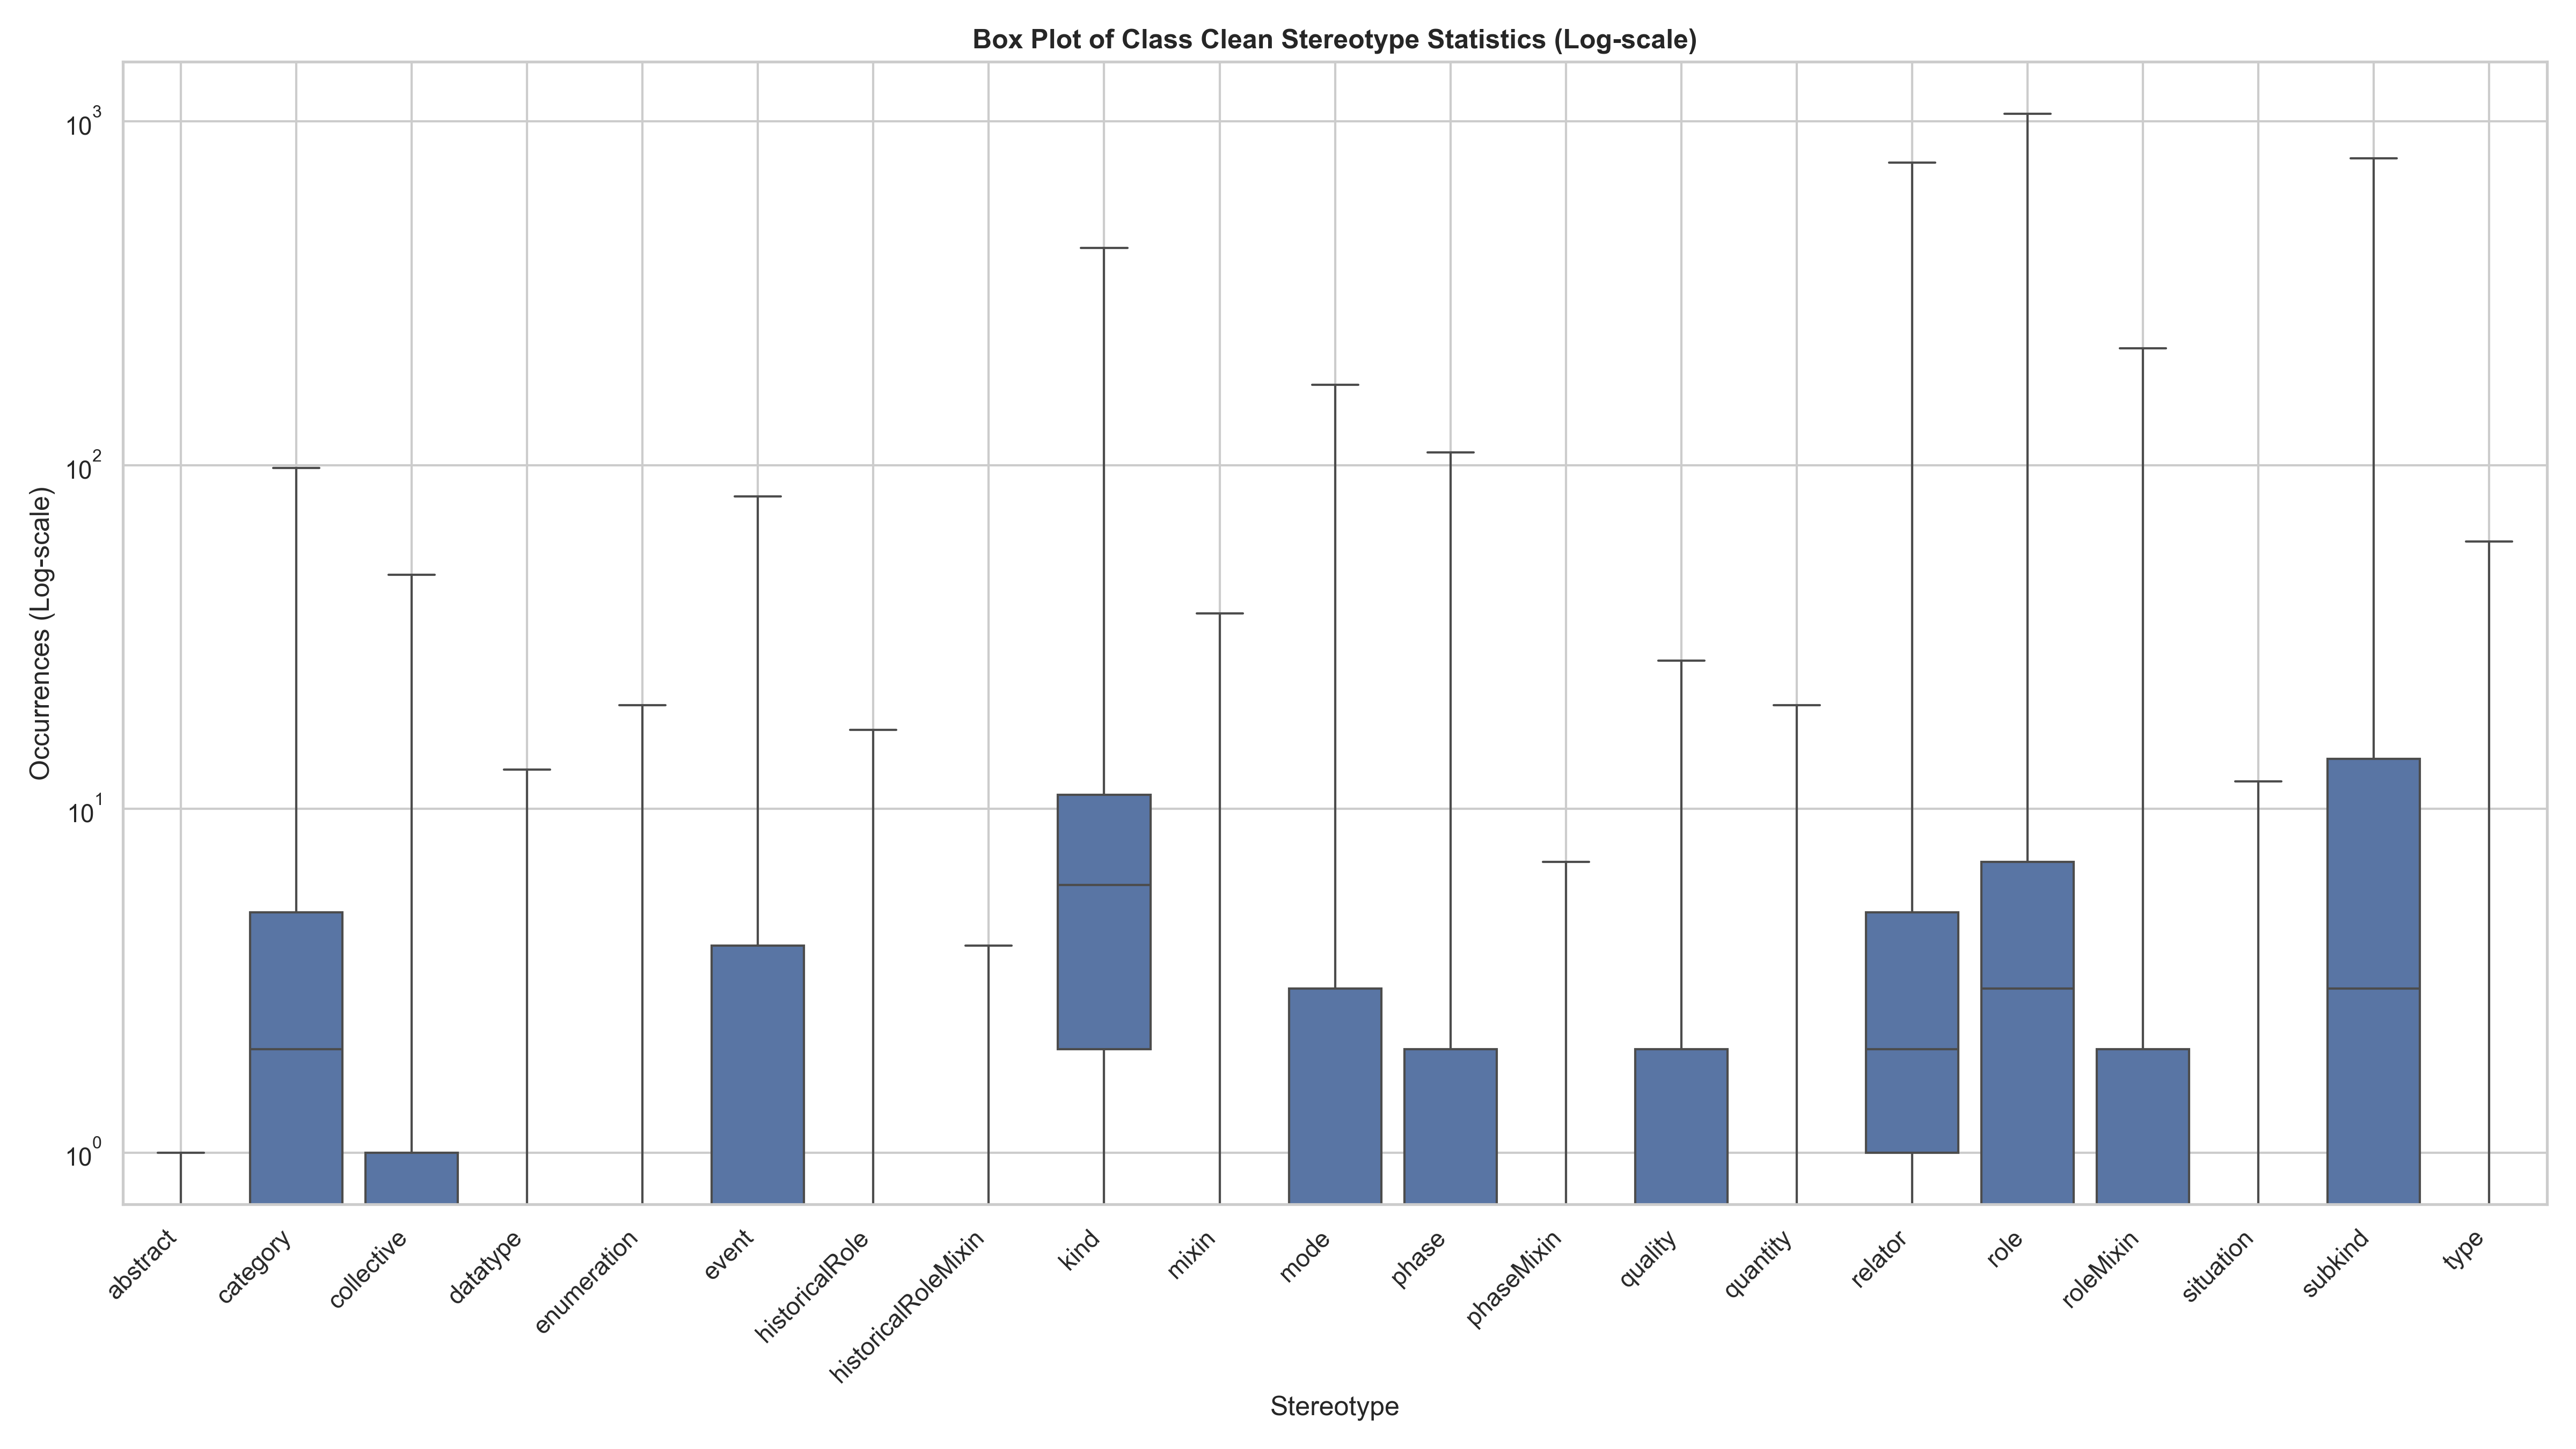 Box Plot of Class Clean Stereotype Statistics (Log-scale)
Occurrences (Log-scale)
10³
10²
10¹
10⁰
abstract
category
collective
datatype
enumeration
event
historicalRole
historicalRoleMixin
kind
mixin
mode
phase
phaseMixin
quality
quantity
relator
role
roleMixin
situation
subkind
type
Stereotype